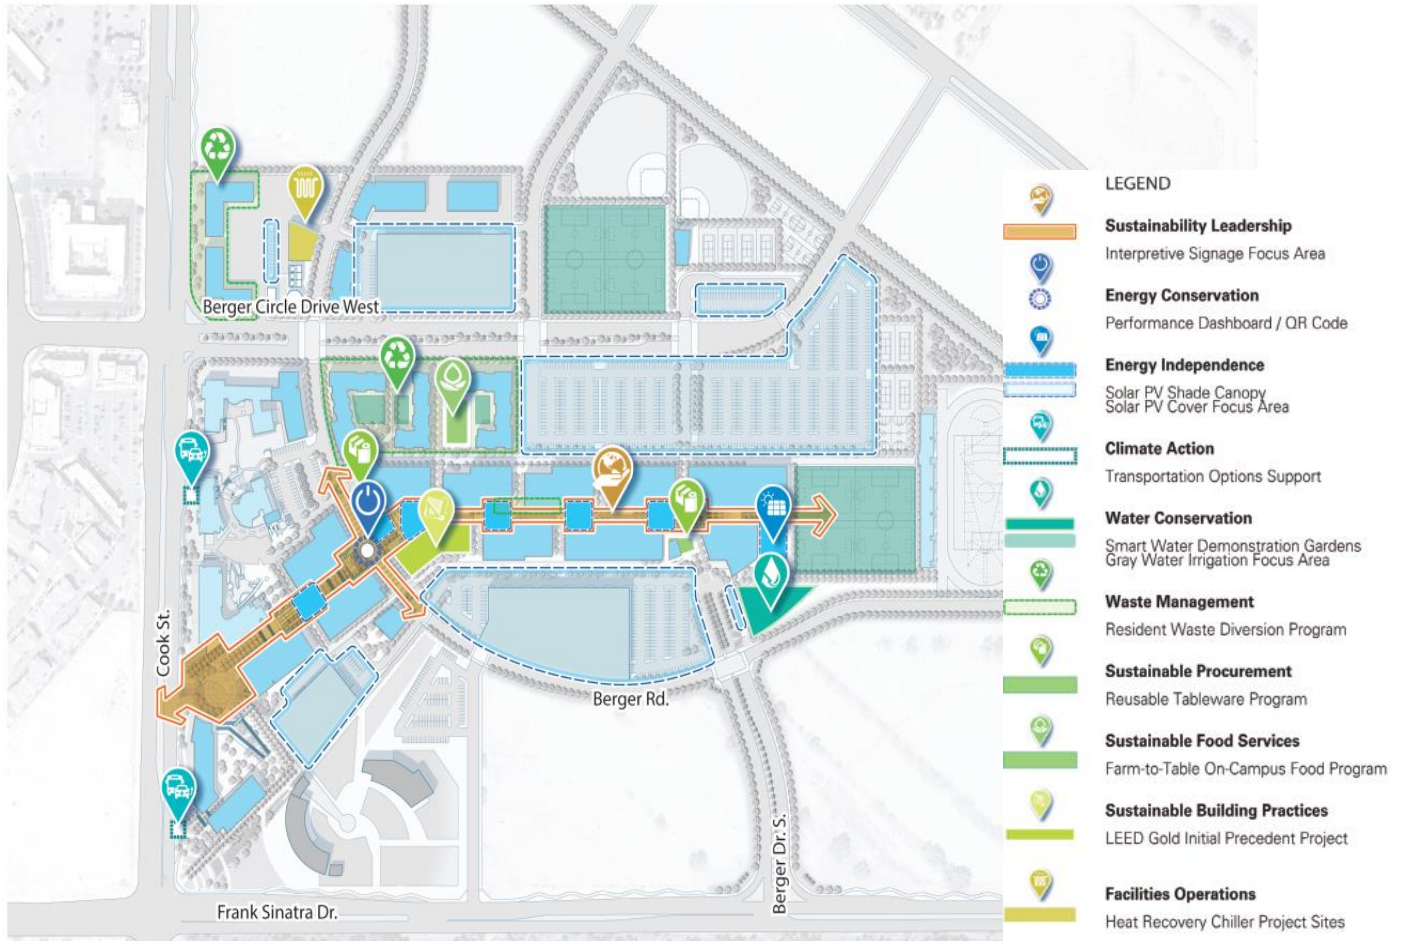 Berger Circle Drive West
Cook St.
Berger Rd.
Berger Dr. S.
Frank Sinatra Dr.
LEGEND
Sustainability Leadership
Interpretive Signage Focus Area
Energy Conservation
Performance Dashboard / QR Code
Energy Independence
Solar PV Shade Canopy
Solar PV Cover Focus Area
Climate Action
Transportation Options Support
Water Conservation
Smart Water Demonstration Gardens
Gray Water Irrigation Focus Area
Waste Management
Resident Waste Diversion Program
Sustainable Procurement
Reusable Tableware Program
Sustainable Food Services
Farm-to-Table On-Campus Food Program
Sustainable Building Practices
LEED Gold Initial Precedent Project
Facilities Operations
Heat Recovery Chiller Project Sites